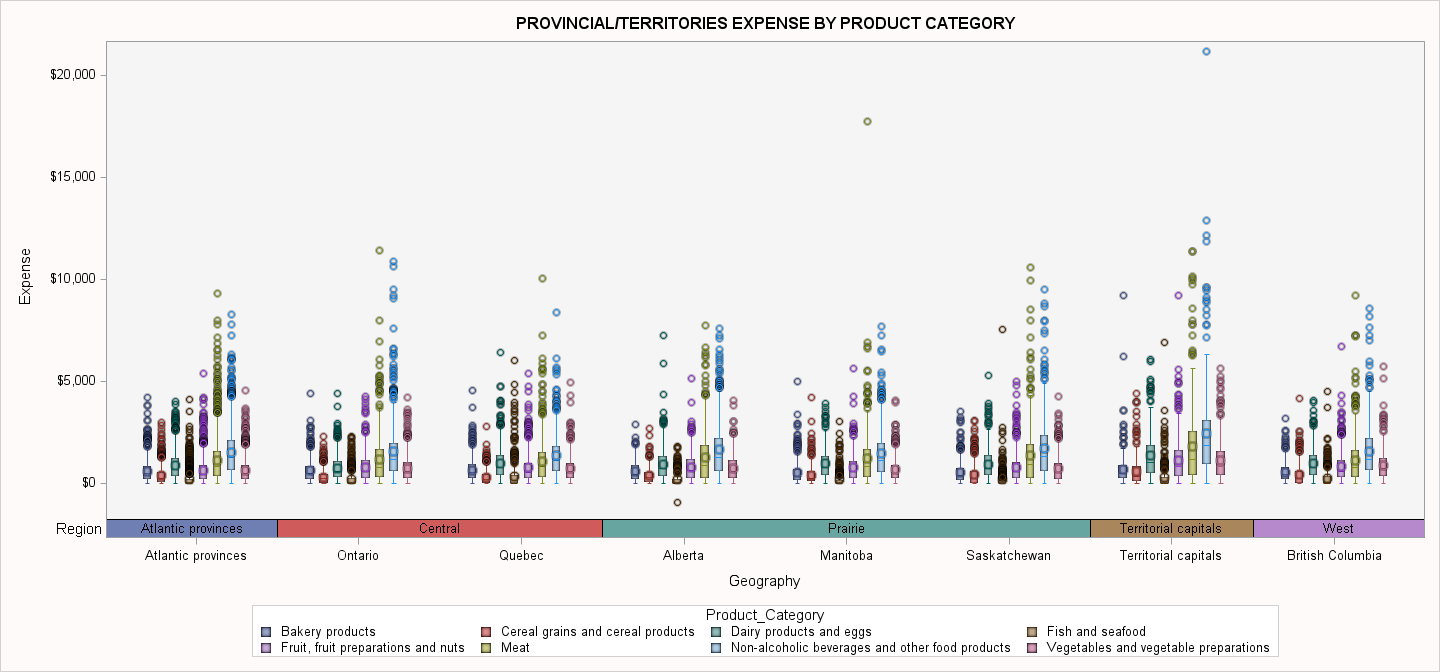 PROVINCIAL/TERRITORIES EXPENSE BY PRODUCT CATEGORY
$20,000
$15,000
$10,000
$5,000
$0
Expense
Region
Atlantic provinces Central Prairie Territorial capitals West
Atlantic provinces Ontario Quebec Alberta Manitoba Saskatchewan Territorial capitals British Columbia
Geography
Product_Category
Bakery products Cereal grains and cereal products Dairy products and eggs Fish and seafood
Fruit, fruit preparations and nuts Meat Non-alcoholic beverages and other food products Vegetables and vegetable preparations